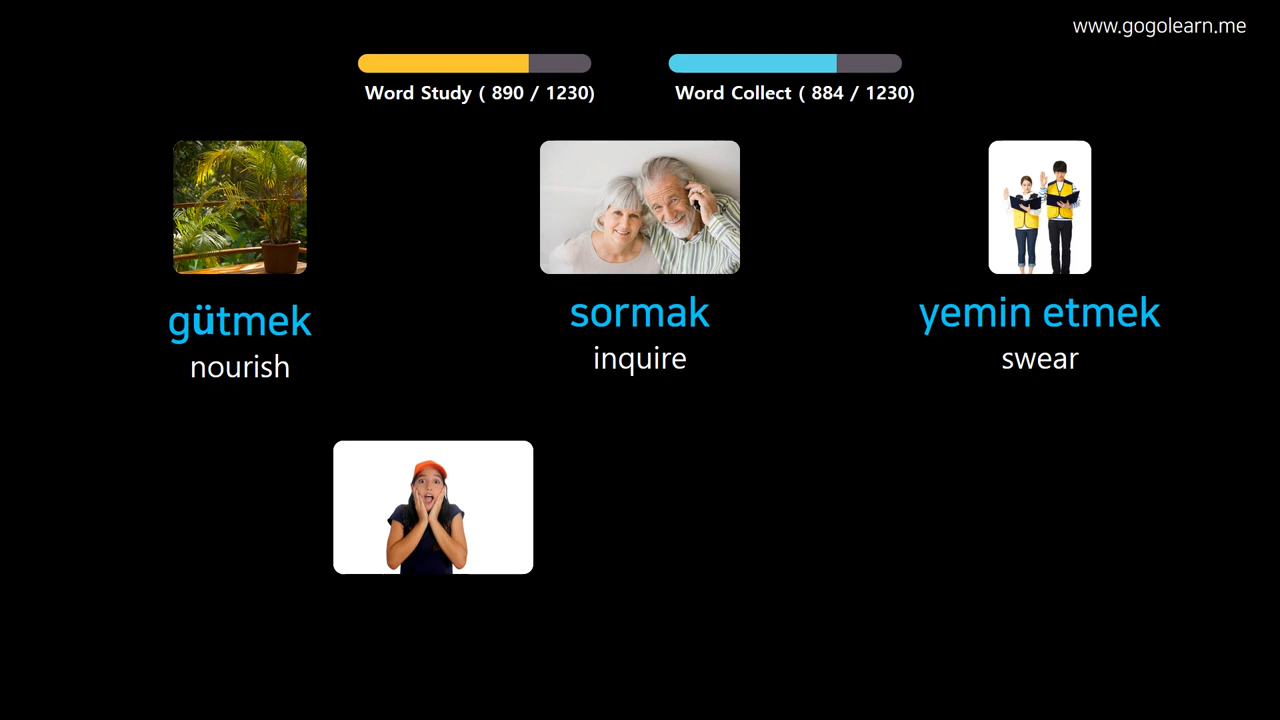 www.gogolearn.me
Word Study ( 890 / 1230)
Word Collect ( 884 / 1230)
gütmek
nourish
sormak
inquire
yemin etmek
swear